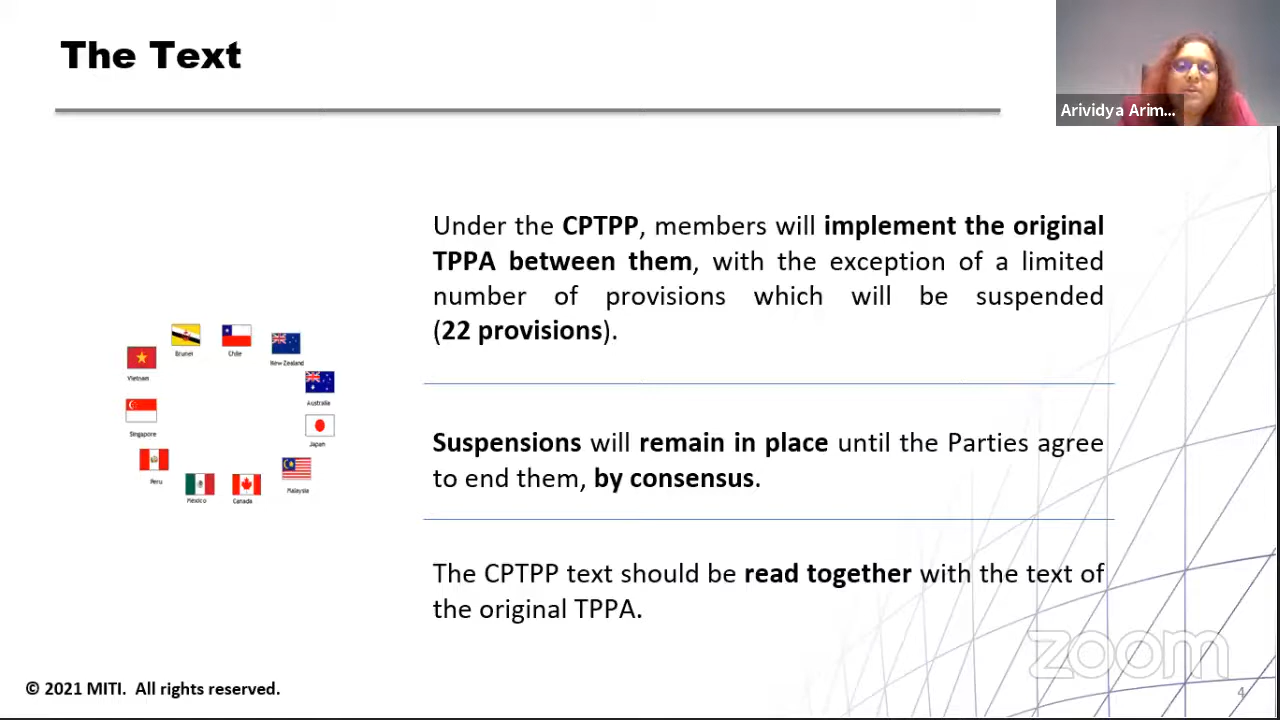 The Text
Arividya Arim...
Under the CPTPP, members will implement the original
TPPA between them, with the exception of a limited
number of provisions which will be suspended
(22 provisions).
Brunei
Chile
New Zealand
Vietnam
Australia
Singapore
Japan
Peru
Malaysia
Mexico
Canada
Suspensions will remain in place until the Parties agree
to end them, by consensus.
The CPTPP text should be read together with the text of
the original TPPA.
zoom
© 2021 MITI. All rights reserved.
4